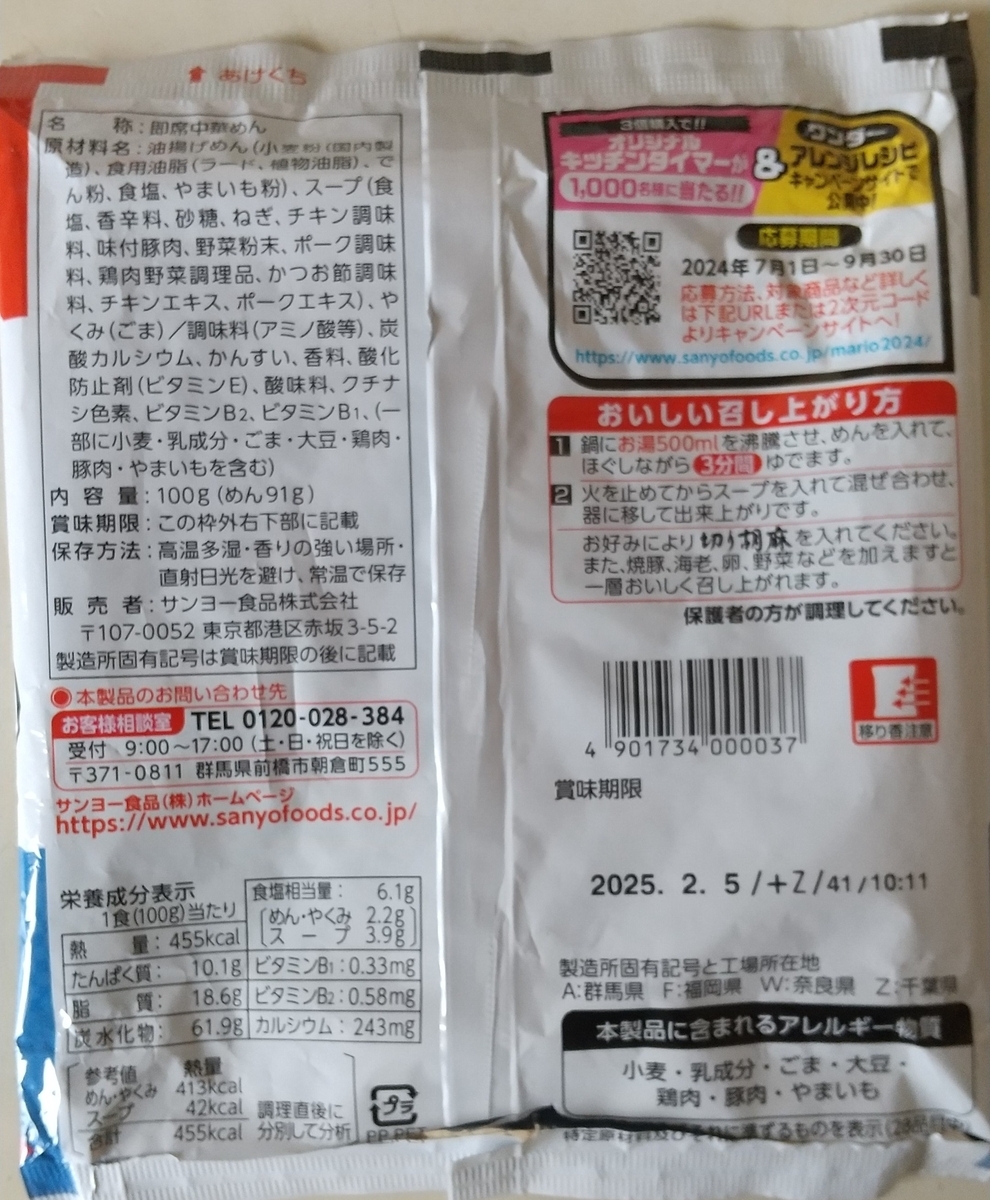 あけくち
名称：即席中華めん
原材料名：油揚げめん(小麦粉(国内製
造)、食用油脂(ラード、植物油脂)、で
ん粉、食塩、やまいも粉)、スープ(食
塩、香辛料、砂糖、ねぎ、チキン調味
料、味付豚肉、野菜粉末、ポーク調味
料、鶏肉野菜調理品、かつお節調味
料、チキンエキス、ポークエキス)、や
くみ(ごま)／調味料(アミノ酸等)、炭
酸カルシウム、かんすい、香料、酸化
防止剤(ビタミンE)、酸味料、クチナ
シ色素、ビタミンB2、ビタミンB1、(一
部に小麦・乳成分・ごま・大豆・鶏肉・
豚肉・やまいもを含む)
内容量：100g(めん91g)
賞味期限：この枠外右下部に記載
保存方法：高温多湿・香りの強い場所・
直射日光を避け、常温で保存
販売者：サンヨー食品株式会社
〒107-0052 東京都港区赤坂3-5-2
製造所固有記号は賞味期限の後に記載
●本製品のお問い合わせ先
お客様相談室 TEL 0120-028-384
受付 9:00～17:00(土・日・祝日を除く)
〒371-0811 群馬県前橋市朝倉町555
サンヨー食品(株)ホームページ
https://www.sanyofoods.co.jp/
栄養成分表示
1食(100g)当たり
熱量：455kcal
たんぱく質：10.1g
脂質：18.6g
炭水化物：61.9g
食塩相当量：6.1g
めん・やくみ 2.2g
スープ 3.9g
ビタミンB1：0.33mg
ビタミンB2：0.58mg
カルシウム：243mg
参考値 熱量
めん・やくみ 413kcal
スープ 42kcal
合計 455kcal
調理直後に
分別して分析
プラ
PP,PET
3個購入で!!
オリジナル
キッチンタイマーが
1,000名様に当たる!!
&
ワンダー
アレンジレシピ
キャンペーンサイトで
公開中!
応募期間
2024年7月1日～9月30日
応募方法、対象商品など詳しく
は下記URLまたは2次元コード
よりキャンペーンサイトへ!
https://www.sanyofoods.co.jp/mario2024/
おいしい召し上がり方
1 鍋にお湯500mlを沸騰させ、めんを入れて、
ほぐしながら3分間ゆでます。
2 火を止めてからスープを入れて混ぜ合わせ、
器に移して出来上がりです。
お好みにより切り胡麻を入れてください。
また、焼豚、海老、卵、野菜などを加えますと
一層おいしく召し上がれます。
保護者の方が調理してください。
4 901734 000037
移り香注意
賞味期限
2025. 2. 5 /+Z/41/10:11
製造所固有記号と工場所在地
A:群馬県 F:福岡県 W:奈良県 Z:千葉県
本製品に含まれるアレルギー物質
小麦・乳成分・ごま・大豆・
鶏肉・豚肉・やまいも
特定原材料及びそれに準ずるものを表示(28品目中)